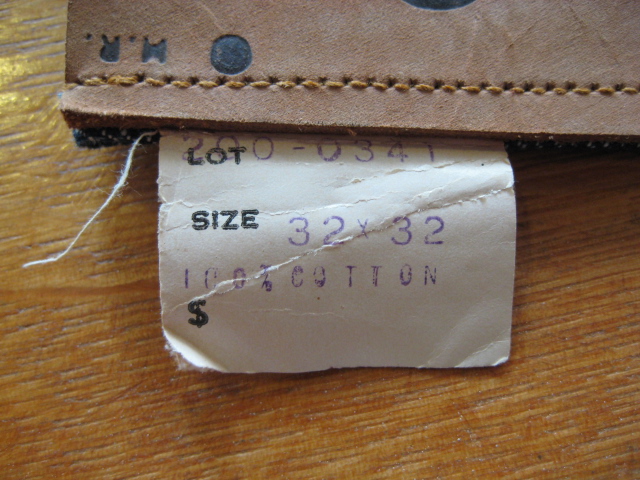 M.R.
LOT 200-0341
SIZE 32 x 32
100% COTTON
$